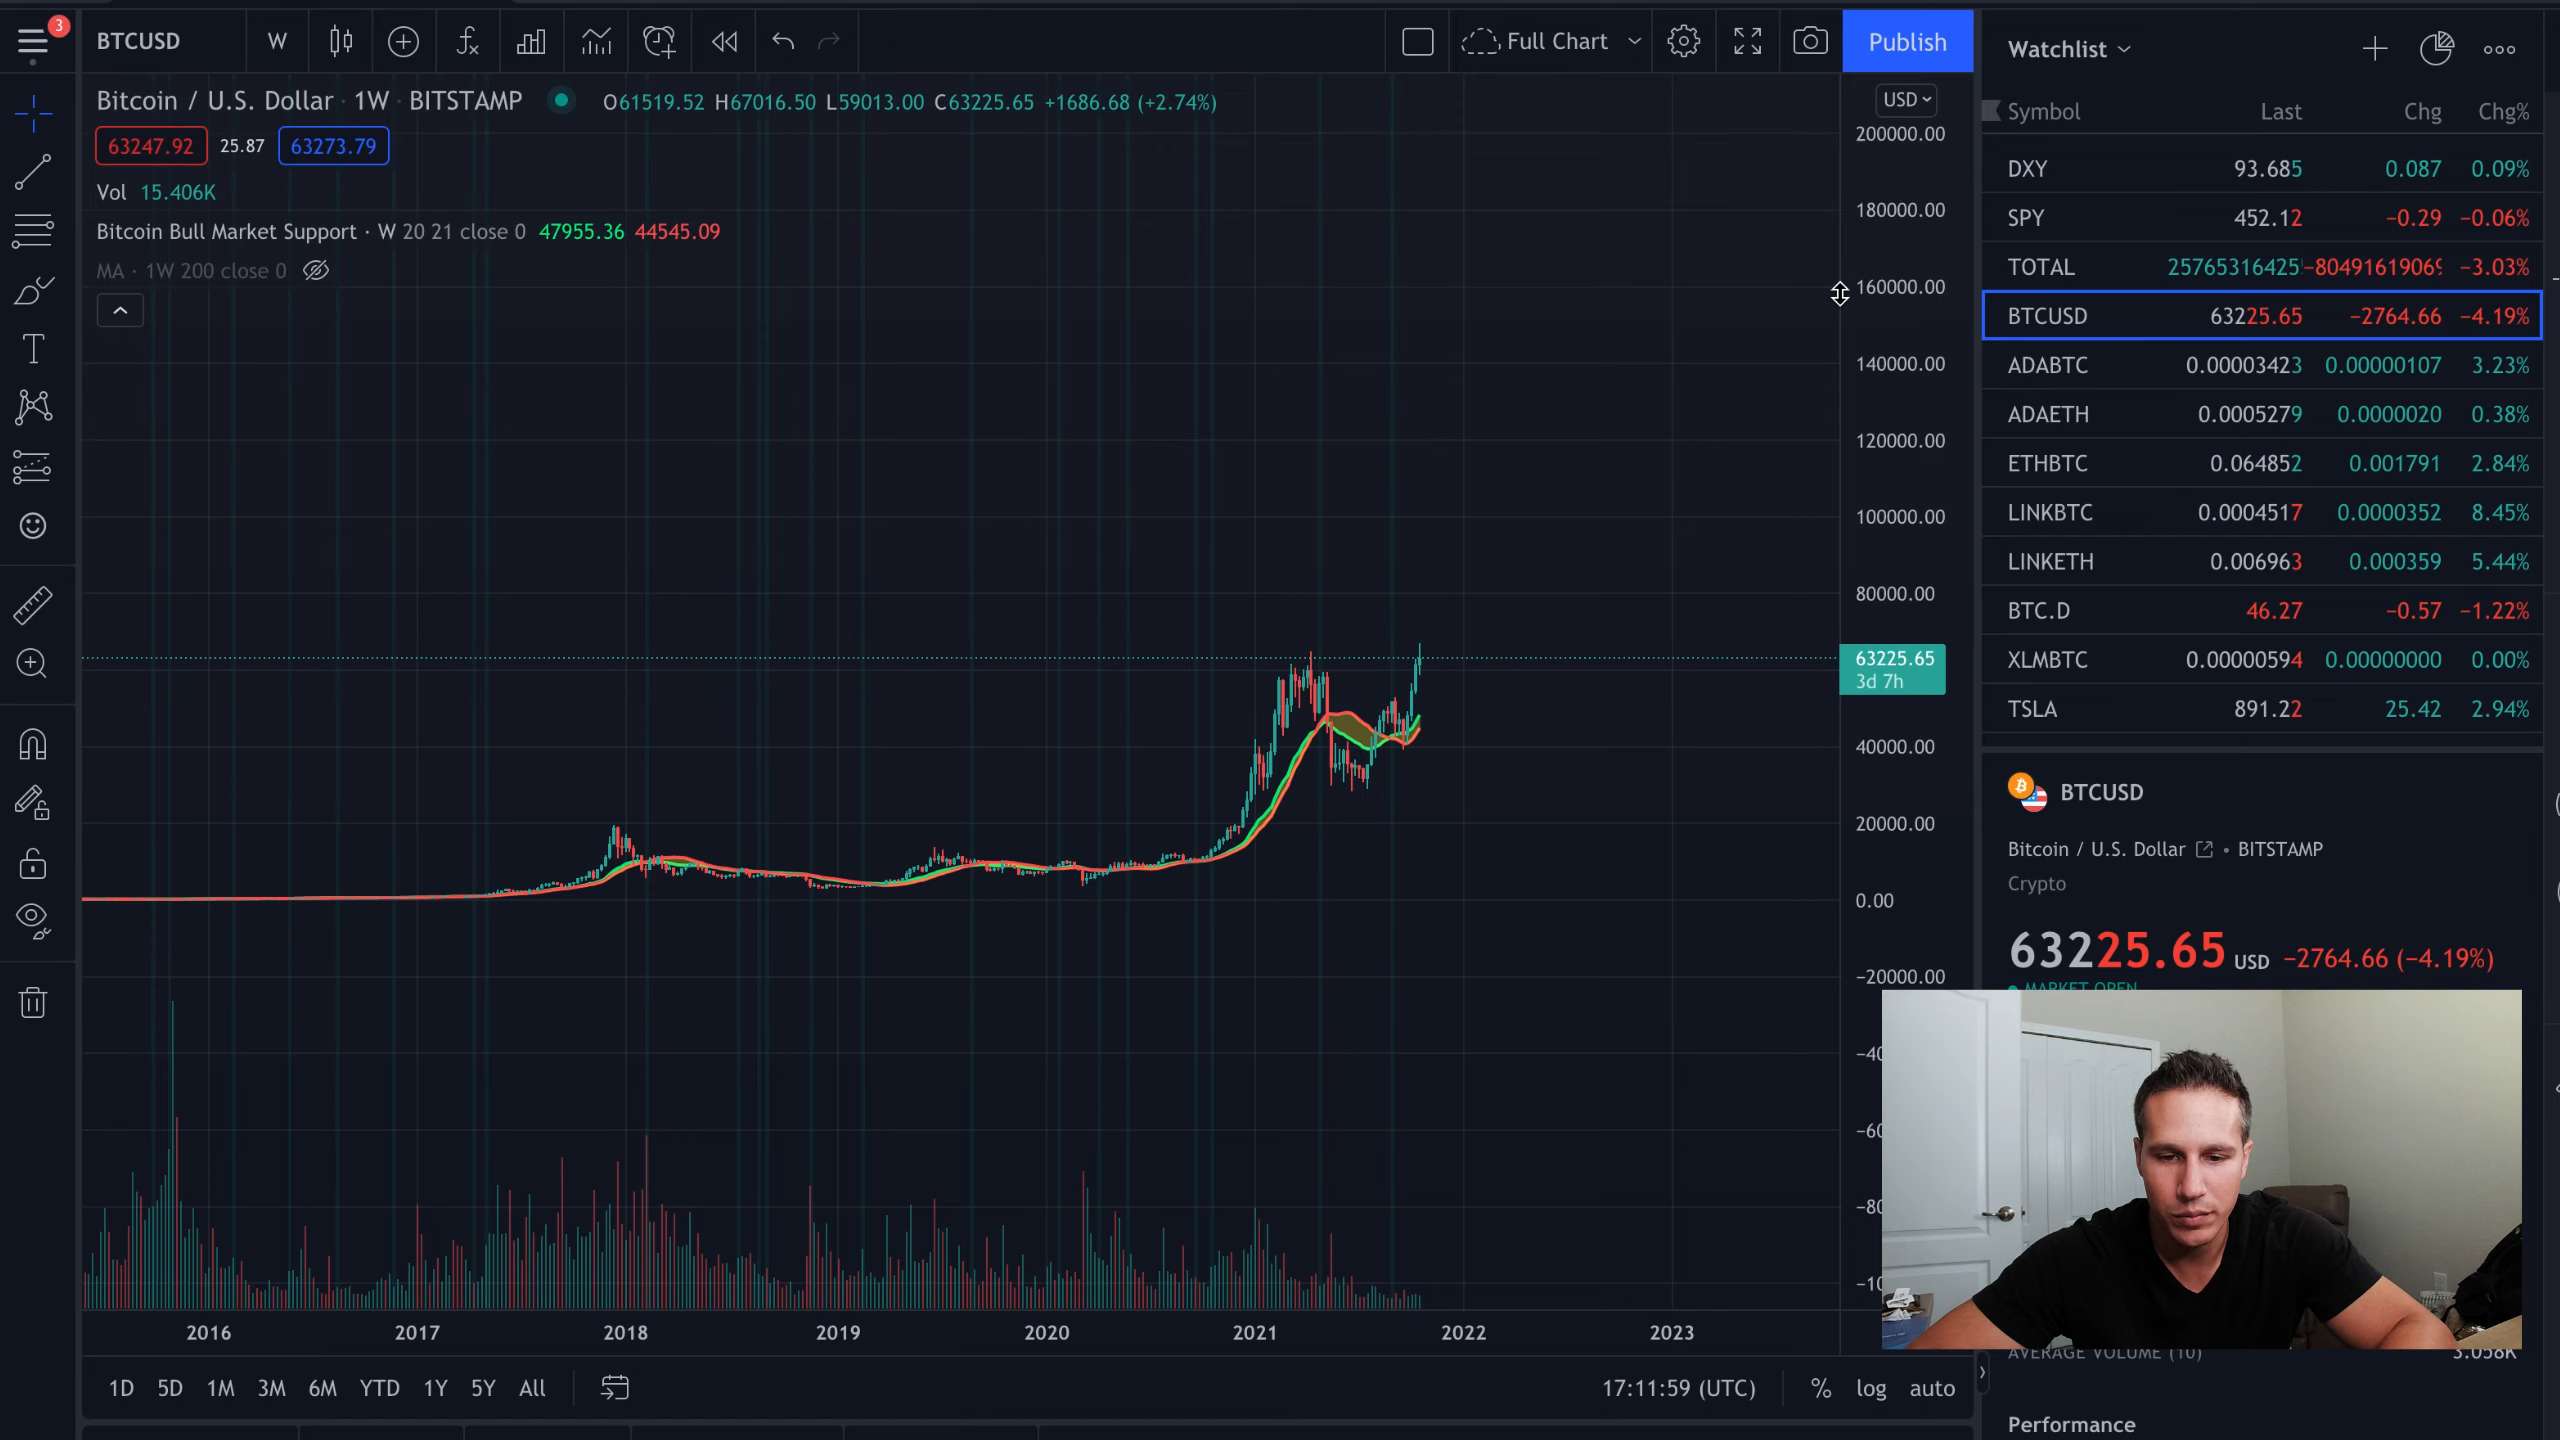 3
BTCUSD W Full Chart Publish
Bitcoin / U.S. Dollar · 1W · BITSTAMP O61519.52 H67016.50 L59013.00 C63225.65 +1686.68 (+2.74%)
63247.92 25.87 63273.79
Vol 15.406K
Bitcoin Bull Market Support · W 20 21 close 0 47955.36 44545.09
MA · 1W 200 close 0
USD
200000.00
180000.00
160000.00
140000.00
120000.00
100000.00
80000.00
63225.65
3d 7h
40000.00
20000.00
0.00
−20000.00
2016 2017 2018 2019 2020 2021 2022 2023
1D 5D 1M 3M 6M YTD 1Y 5Y All 17:11:59 (UTC) % log auto
Watchlist
Symbol Last Chg Chg%
DXY 93.685 0.087 0.09%
SPY 452.12 −0.29 −0.06%
TOTAL 25765316425 −8049161906 −3.03%
BTCUSD 63225.65 −2764.66 −4.19%
ADABTC 0.00003423 0.00000107 3.23%
ADAETH 0.0005279 0.0000020 0.38%
ETHBTC 0.064852 0.001791 2.84%
LINKBTC 0.0004517 0.0000352 8.45%
LINKETH 0.006963 0.000359 5.44%
BTC.D 46.27 −0.57 −1.22%
XLMBTC 0.00000594 0.00000000 0.00%
TSLA 891.22 25.42 2.94%
BTCUSD
Bitcoin / U.S. Dollar • BITSTAMP
Crypto
63225.65 USD −2764.66 (−4.19%)
MARKET OPEN
AVERAGE VOLUME (10) 3.058K
Performance